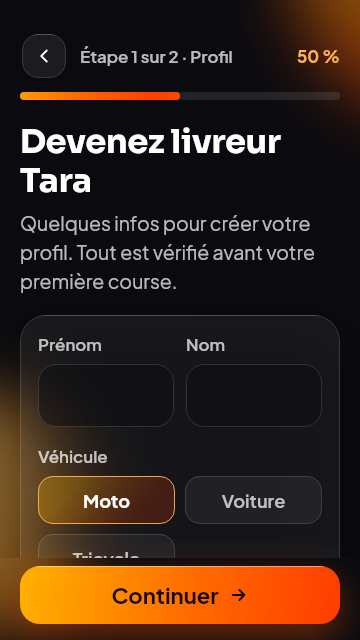 Étape 1 sur 2 · Profil
50 %
Devenez livreur
Tara
Quelques infos pour créer votre
profil. Tout est vérifié avant votre
première course.
Prénom
Nom
Véhicule
Moto
Voiture
Tricycle
Continuer →